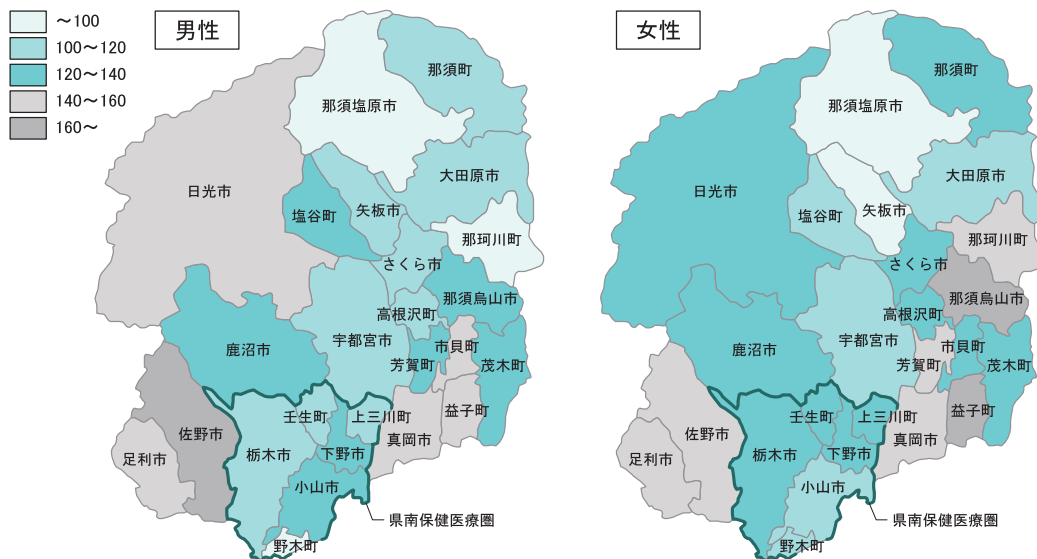 ～100
100～120
120～140
140～160
160～
男性
那須町
那須塩原市
大田原市
日光市
矢板市
塩谷町
那珂川町
さくら市
那須烏山市
高根沢町
宇都宮市
市貝町
鹿沼市
芳賀町
茂木町
益子町
壬生町
上三川町
佐野市
真岡市
下野市
栃木市
足利市
小山市
県南保健医療圏
野木町
女性
那須町
那須塩原市
大田原市
日光市
矢板市
塩谷町
那珂川町
さくら市
那須烏山市
高根沢町
宇都宮市
市貝町
鹿沼市
芳賀町
茂木町
益子町
壬生町
上三川町
佐野市
真岡市
下野市
栃木市
足利市
小山市
県南保健医療圏
野木町